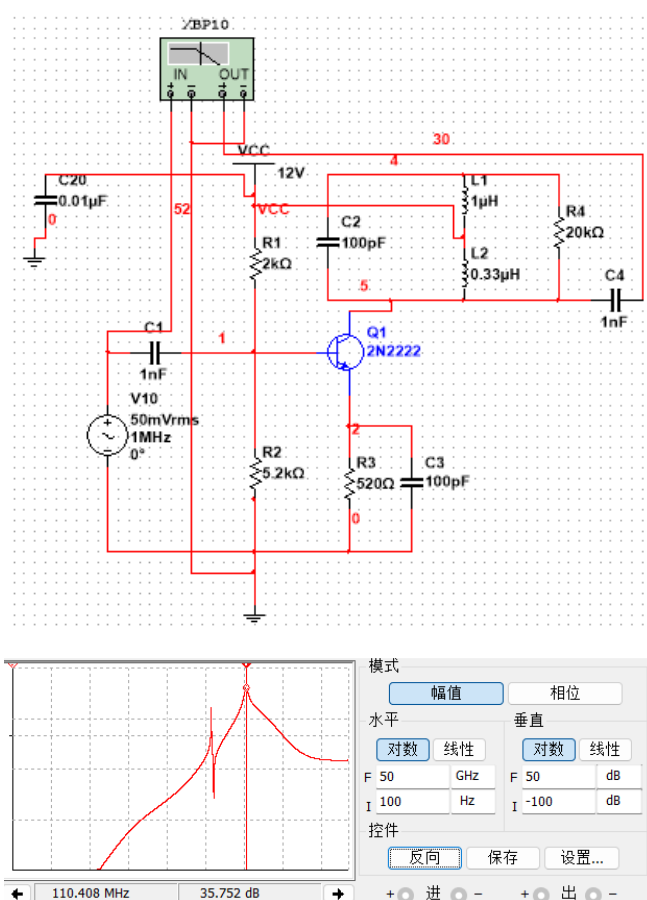 XBP10
IN OUT
+ − + −
30
VCC
4
12V
C20
0.01µF
0
52
VCC
L1
1µH
C2
100pF
R4
20kΩ
R1
2kΩ
L2
0.33µH
5
C4
1nF
C1
1nF
1
Q1
2N2222
V10
50mVrms
1MHz
0°
2
R2
5.2kΩ
R3
520Ω
C3
100pF
0
模式
幅值 相位
水平 垂直
对数 线性 对数 线性
F 50 GHz F 50 dB
I 100 Hz I -100 dB
控件
反向 保存 设置...
110.408 MHz 35.752 dB + 进 − + 出 −